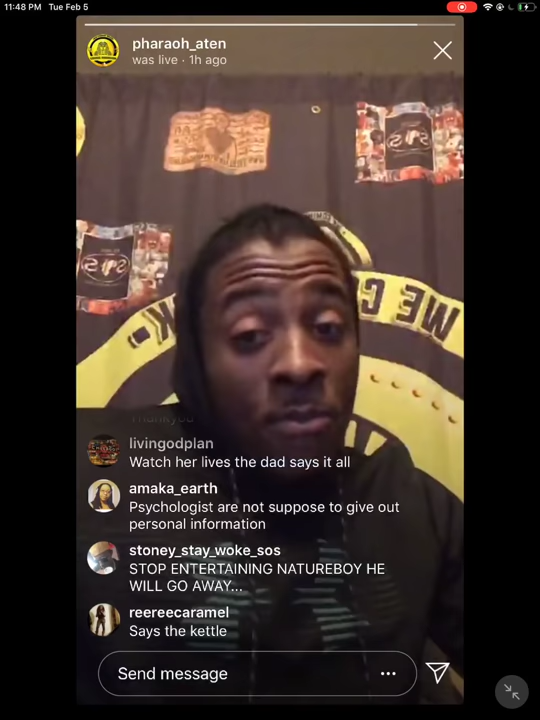 11:48 PM Tue Feb 5
pharaoh_aten
was live · 1h ago
Thankyou
livingodplan
Watch her lives the dad says it all
amaka_earth
Psychologist are not suppose to give out
personal information
stoney_stay_woke_sos
STOP ENTERTAINING NATUREBOY HE
WILL GO AWAY...
reereecaramel
Says the kettle
Send message